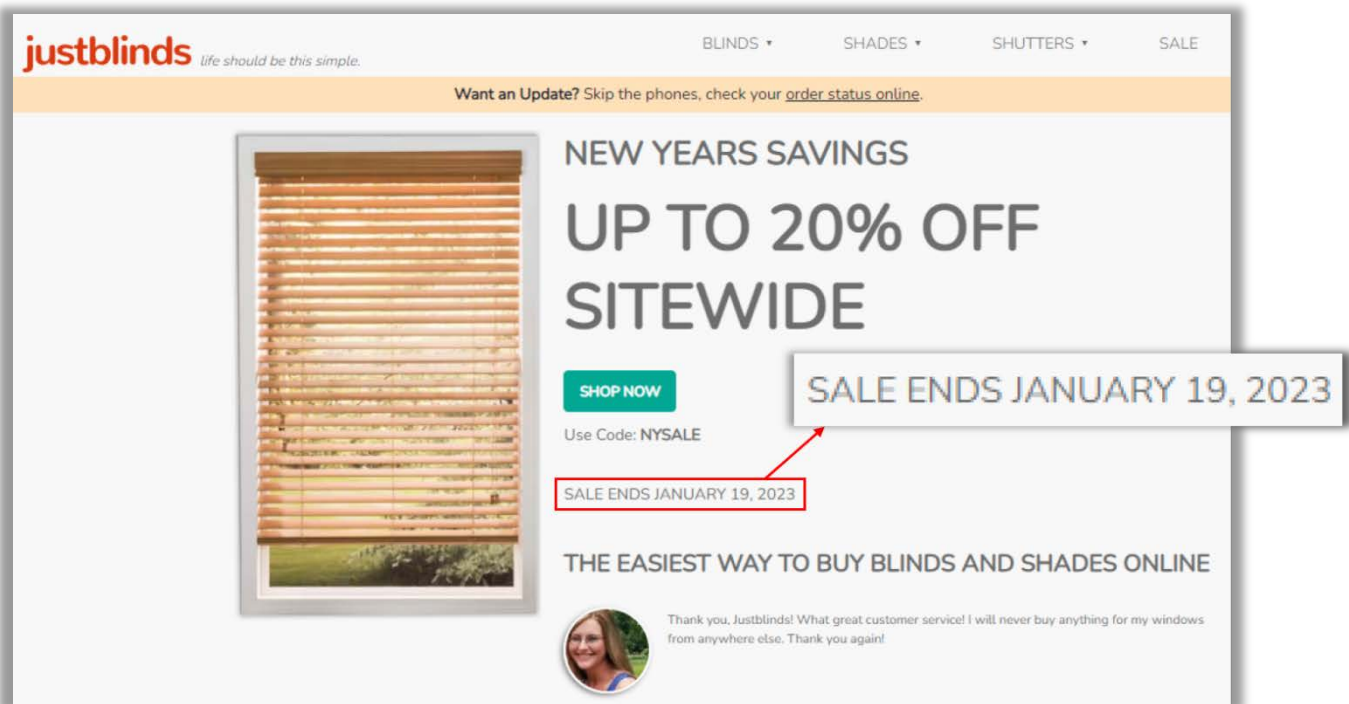 justblinds life should be this simple.
BLINDS ▾ SHADES ▾ SHUTTERS ▾ SALE
Want an Update? Skip the phones, check your order status online.
NEW YEARS SAVINGS
UP TO 20% OFF
SITEWIDE
SHOP NOW
SALE ENDS JANUARY 19, 2023
Use Code: NYSALE
SALE ENDS JANUARY 19, 2023
THE EASIEST WAY TO BUY BLINDS AND SHADES ONLINE
Thank you, Justblinds! What great customer service! I will never buy anything for my windows
from anywhere else. Thank you again!